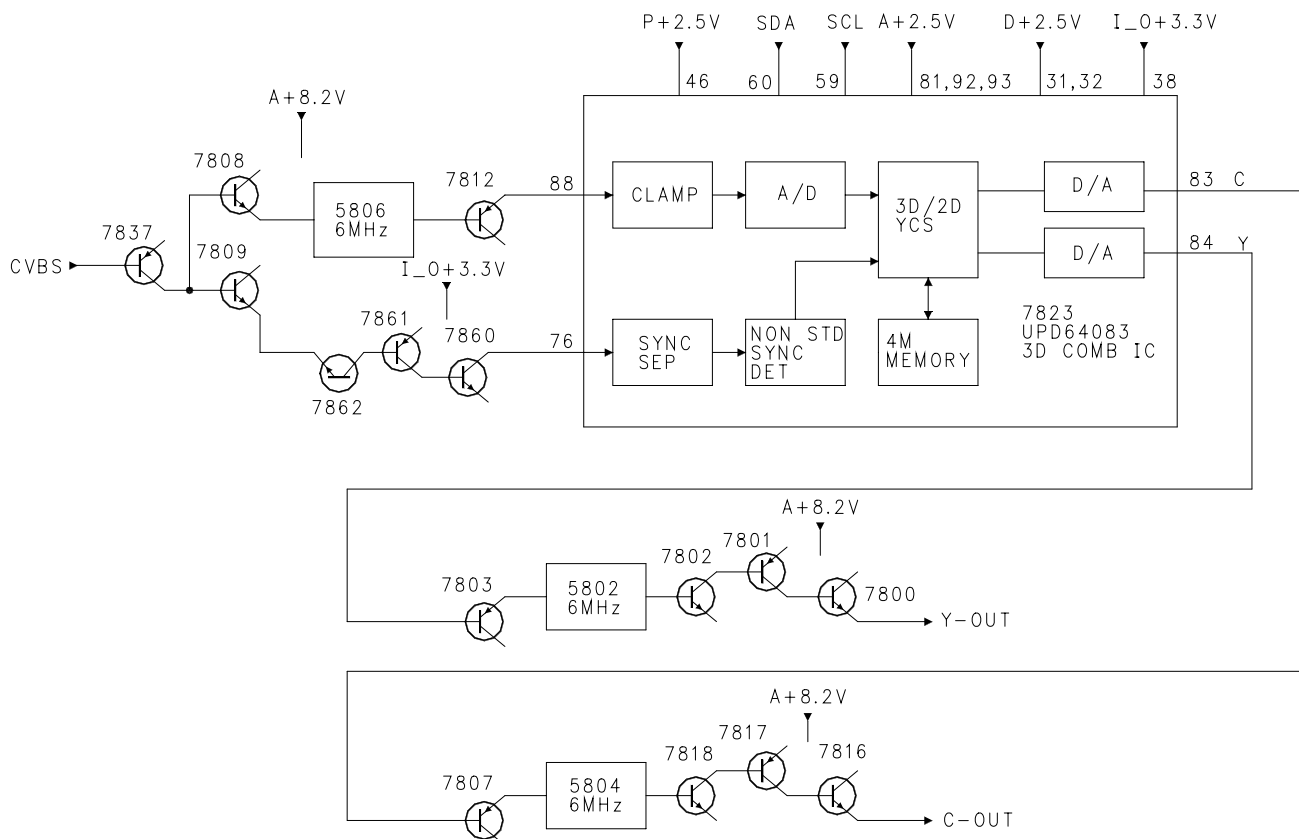 P+2.5V SDA SCL A+2.5V D+2.5V I_O+3.3V
46 60 59 81,92,93 31,32 38
A+8.2V
7808
7812
88
CLAMP
A/D
3D/2D
YCS
D/A
83 C
5806
6MHz
7837
7809
CVBS
I_O+3.3V
D/A
84 Y
7861
7860
76
SYNC
SEP
NON STD
SYNC
DET
4M
MEMORY
7823
UPD64083
3D COMB IC
7862
A+8.2V
7803
5802
6MHz
7802
7801
7800
Y-OUT
A+8.2V
7807
5804
6MHz
7818
7817
7816
C-OUT